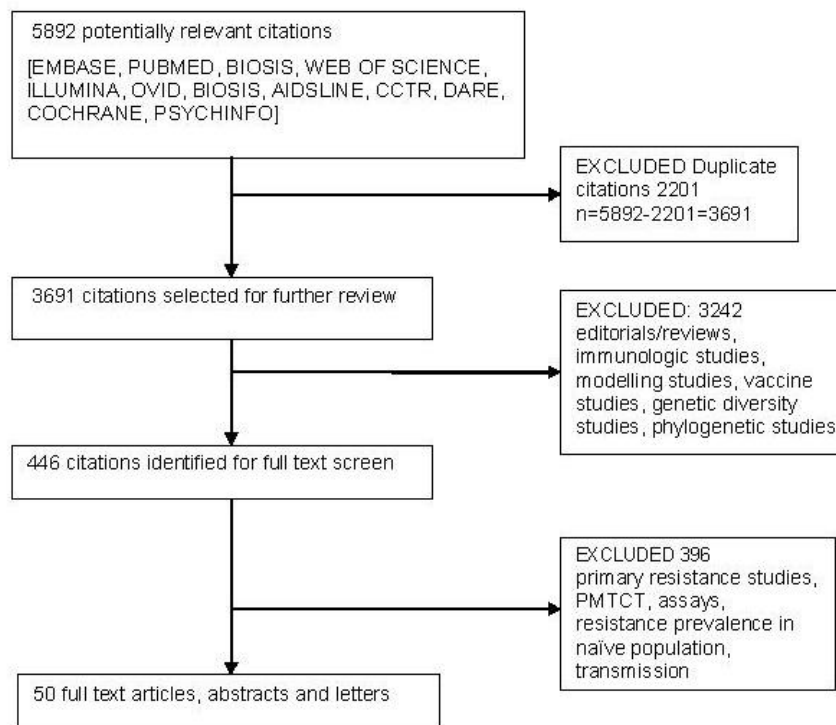 5892 potentially relevant citations
[EMBASE, PUBMED, BIOSIS, WEB OF SCIENCE,
ILLUMINA, OVID, BIOSIS, AIDSLINE, CCTR, DARE,
COCHRANE, PSYCHINFO]
EXCLUDED Duplicate
citations 2201
n=5892-2201=3691
3691 citations selected for further review
EXCLUDED: 3242
editorials/reviews,
immunologic studies,
modelling studies, vaccine
studies, genetic diversity
studies, phylogenetic studies
446 citations identified for full text screen
EXCLUDED 396
primary resistance studies,
PMTCT, assays,
resistance prevalence in
naïve population,
transmission
50 full text articles, abstracts and letters